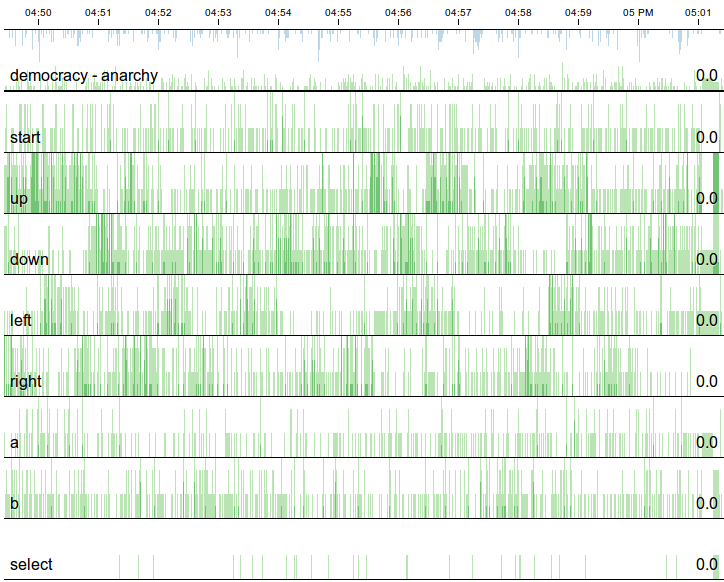 04:50 04:51 04:52 04:53 04:54 04:55 04:56 04:57 04:58 04:59 05 PM 05:01
democracy - anarchy 0.0
start 0.0
up 0.0
down 0.0
left 0.0
right 0.0
a 0.0
b 0.0
select 0.0